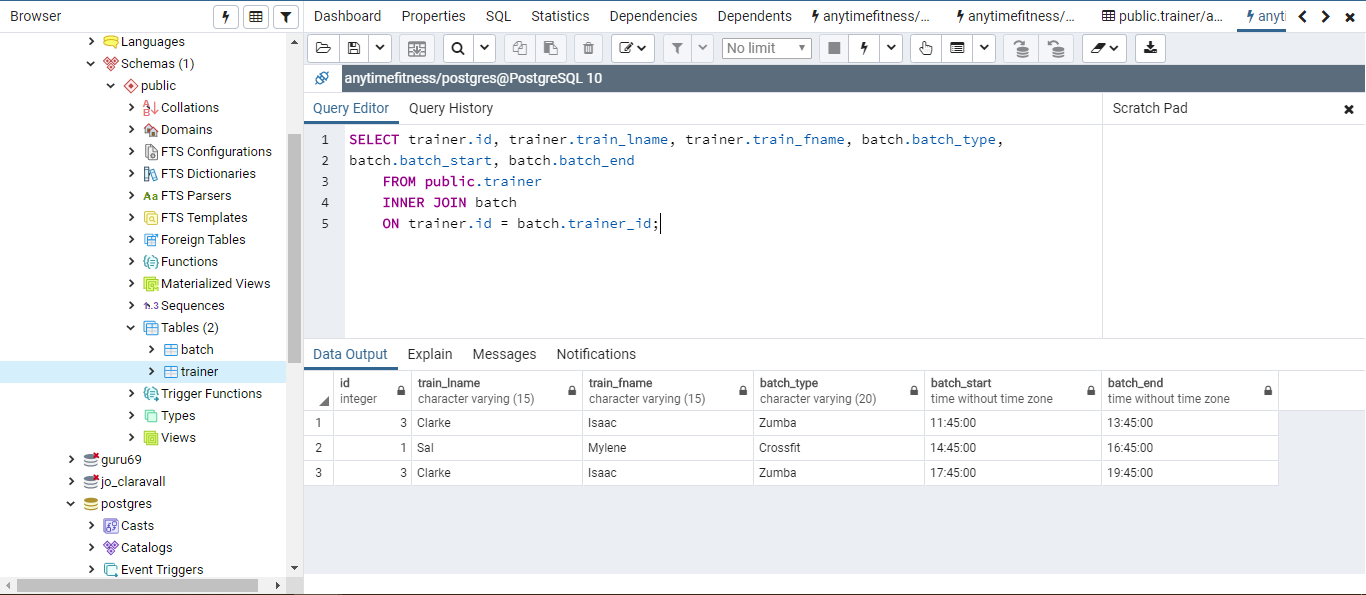 Browser
Dashboard Properties SQL Statistics Dependencies Dependents anytimefitness/... anytimefitness/... public.trainer/a... anyti
No limit
anytimefitness/postgres@PostgreSQL 10
Query Editor Query History
Scratch Pad
1 SELECT trainer.id, trainer.train_lname, trainer.train_fname, batch.batch_type,
2 batch.batch_start, batch.batch_end
3 FROM public.trainer
4 INNER JOIN batch
5 ON trainer.id = batch.trainer_id;
Languages
Schemas (1)
public
Collations
Domains
FTS Configurations
FTS Dictionaries
Aa FTS Parsers
FTS Templates
Foreign Tables
Functions
Materialized Views
1..3 Sequences
Tables (2)
batch
trainer
Trigger Functions
Types
Views
guru69
jo_claravall
postgres
Casts
Catalogs
Event Triggers
Data Output Explain Messages Notifications
id train_lname train_fname batch_type batch_start batch_end
integer character varying (15) character varying (15) character varying (20) time without time zone time without time zone
1 3 Clarke Isaac Zumba 11:45:00 13:45:00
2 1 Sal Mylene Crossfit 14:45:00 16:45:00
3 3 Clarke Isaac Zumba 17:45:00 19:45:00